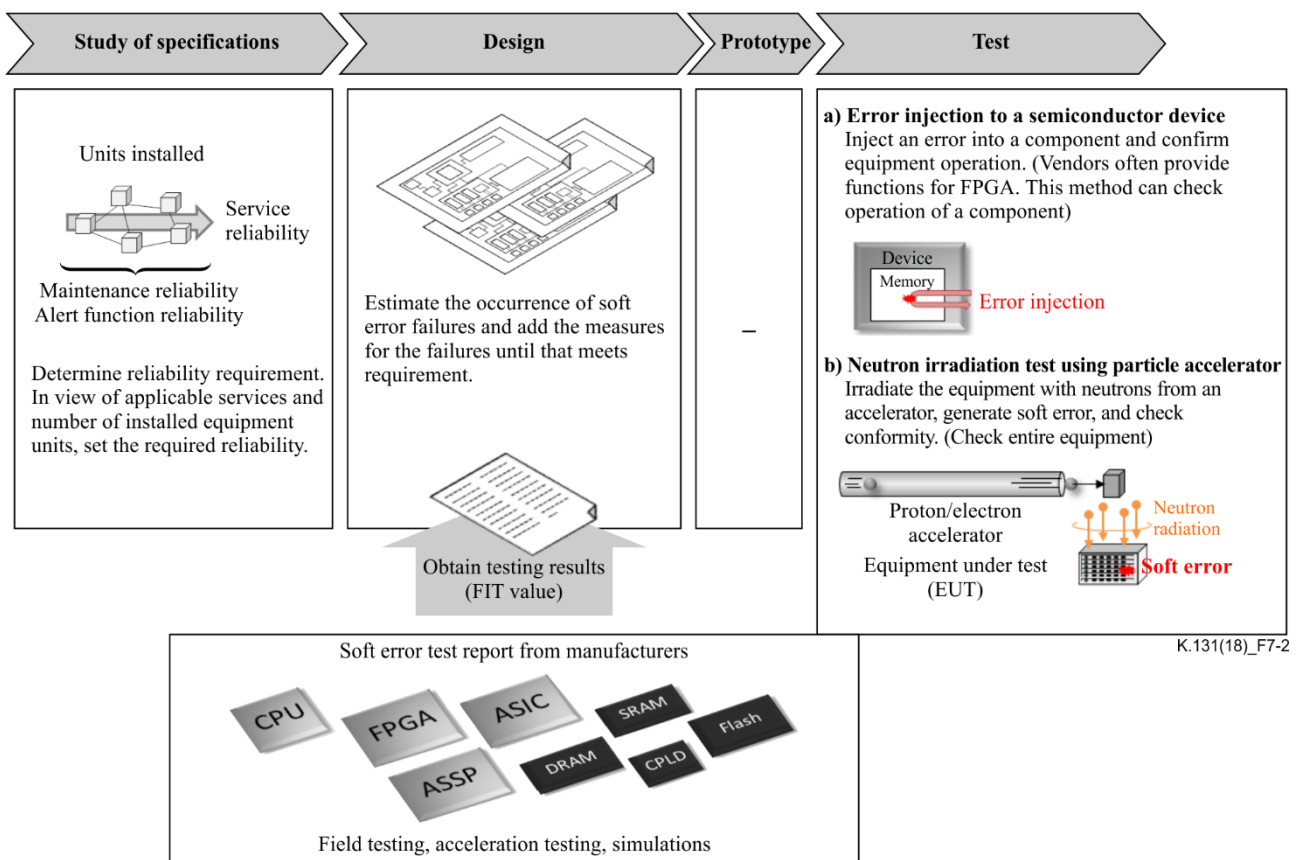 Study of specifications
Design
Prototype
Test
Units installed
Service
reliability
Maintenance reliability
Alert function reliability
Determine reliability requirement.
In view of applicable services and
number of installed equipment
units, set the required reliability.
Estimate the occurrence of soft
error failures and add the measures
for the failures until that meets
requirement.
Obtain testing results
(FIT value)
–
a) Error injection to a semiconductor device
Inject an error into a component and confirm
equipment operation. (Vendors often provide
functions for FPGA. This method can check
operation of a component)
Device
Memory
Error injection
b) Neutron irradiation test using particle accelerator
Irradiate the equipment with neutrons from an
accelerator, generate soft error, and check
conformity. (Check entire equipment)
Proton/electron
accelerator
Neutron
radiation
Equipment under test
(EUT)
Soft error
K.131(18)_F7-2
Soft error test report from manufacturers
CPU
FPGA
ASIC
SRAM
Flash
ASSP
DRAM
CPLD
Field testing, acceleration testing, simulations